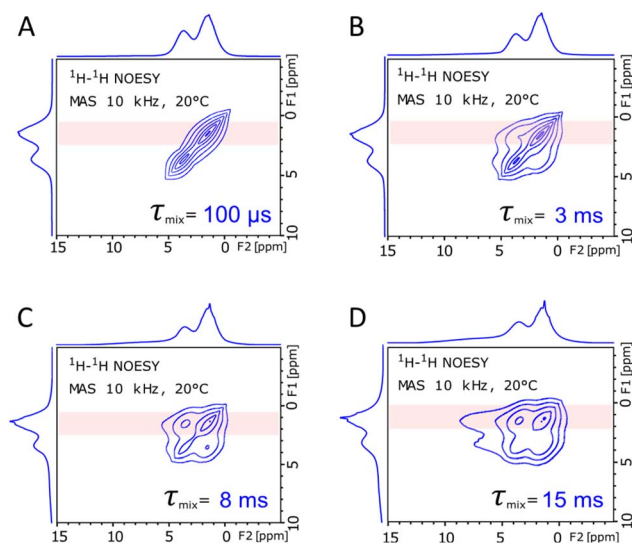 A
¹H-¹H NOESY
MAS 10 kHz, 20°C
τmix= 100 µs
0
5
10
F1 [ppm]
15
10
5
0
F2 [ppm]
B
¹H-¹H NOESY
MAS 10 kHz, 20°C
τmix= 3 ms
0
5
10
F1 [ppm]
15
10
5
0
F2 [ppm]
C
¹H-¹H NOESY
MAS 10 kHz, 20°C
τmix= 8 ms
0
5
10
F1 [ppm]
15
10
5
0
F2 [ppm]
D
¹H-¹H NOESY
MAS 10 kHz, 20°C
τmix= 15 ms
0
5
10
F1 [ppm]
15
10
5
0
F2 [ppm]